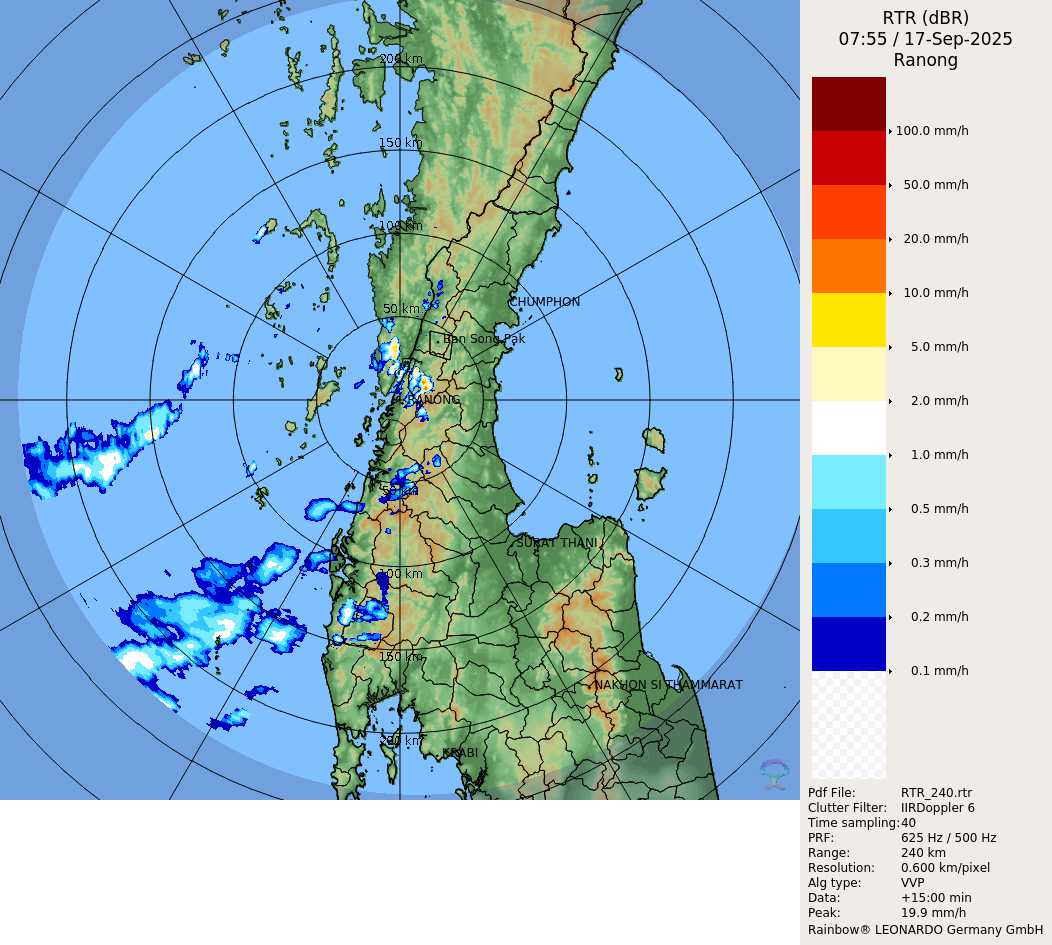 RTR (dBR)
07:55 / 17-Sep-2025
Ranong
100.0 mm/h
50.0 mm/h
20.0 mm/h
10.0 mm/h
5.0 mm/h
2.0 mm/h
1.0 mm/h
0.5 mm/h
0.3 mm/h
0.2 mm/h
0.1 mm/h
200 km
150 km
100 km
50 km
CHUMPHON
Ban Song Pak
RANONG
50 km
SURAT THANI
100 km
150 km
NAKHON SI THAMMARAT
200 km
KRABI
Pdf File: RTR_240.rtr
Clutter Filter: IIRDoppler 6
Time sampling: 40
PRF: 625 Hz / 500 Hz
Range: 240 km
Resolution: 0.600 km/pixel
Alg type: VVP
Data: +15:00 min
Peak: 19.9 mm/h
Rainbow® LEONARDO Germany GmbH